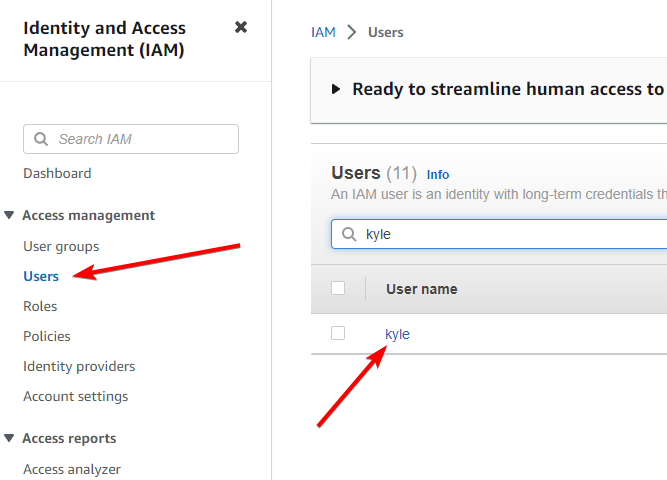 Identity and Access
Management (IAM)
Search IAM
Dashboard
Access management
User groups
Users
Roles
Policies
Identity providers
Account settings
Access reports
Access analyzer
IAM > Users
Ready to streamline human access to
Users (11) Info
An IAM user is an identity with long-term credentials th
kyle
User name
kyle